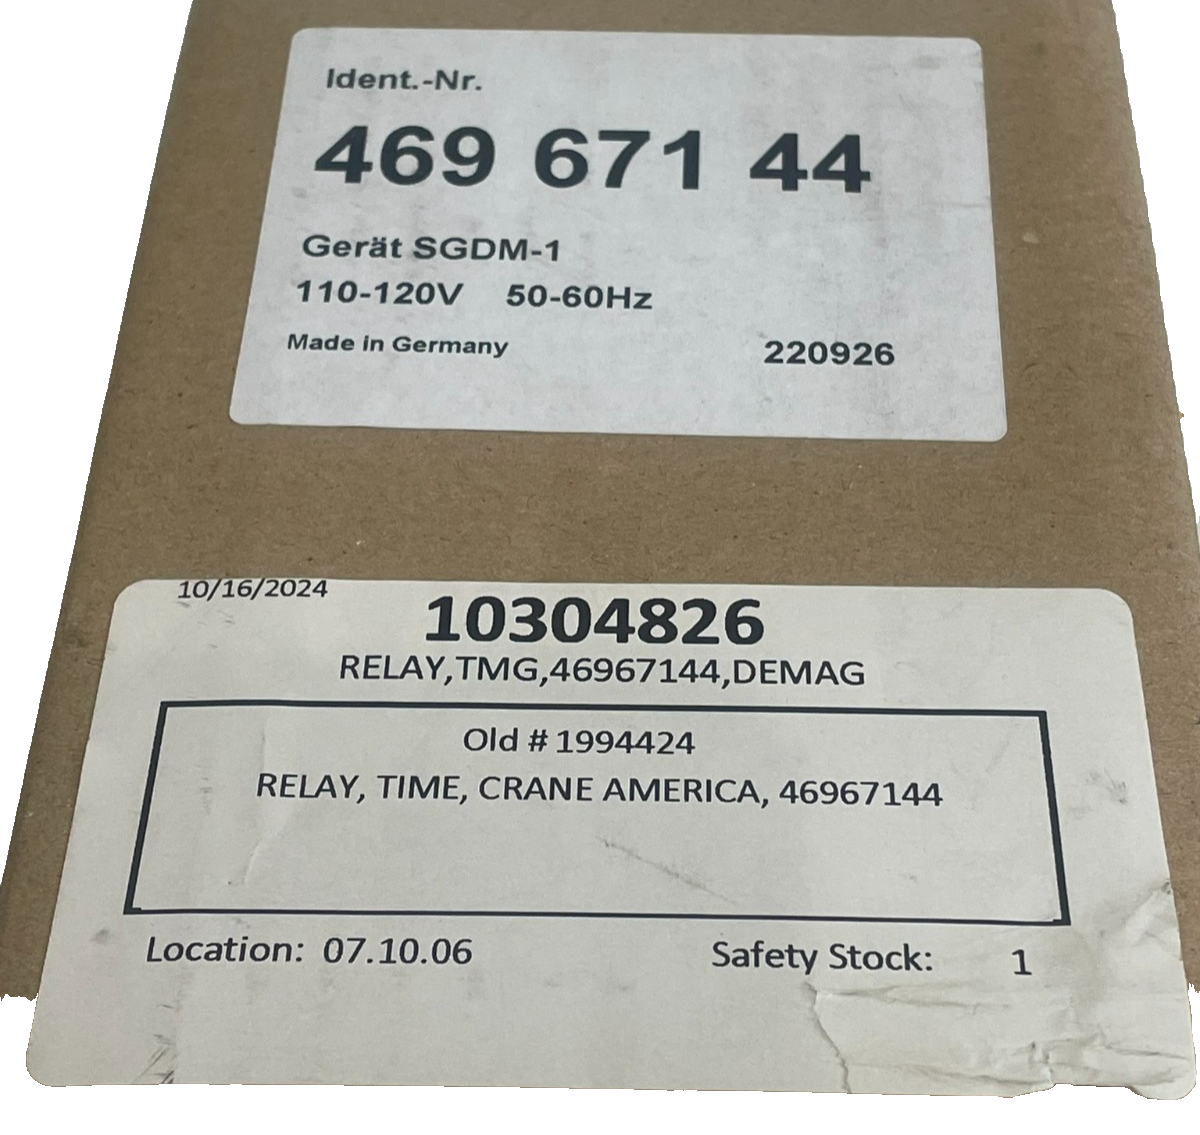 Ident.-Nr.
469 671 44
Gerät SGDM-1
110-120V 50-60Hz
Made in Germany 220926
10/16/2024
10304826
RELAY,TMG,46967144,DEMAG
Old # 1994424
RELAY, TIME, CRANE AMERICA, 46967144
Location: 07.10.06 Safety Stock: 1